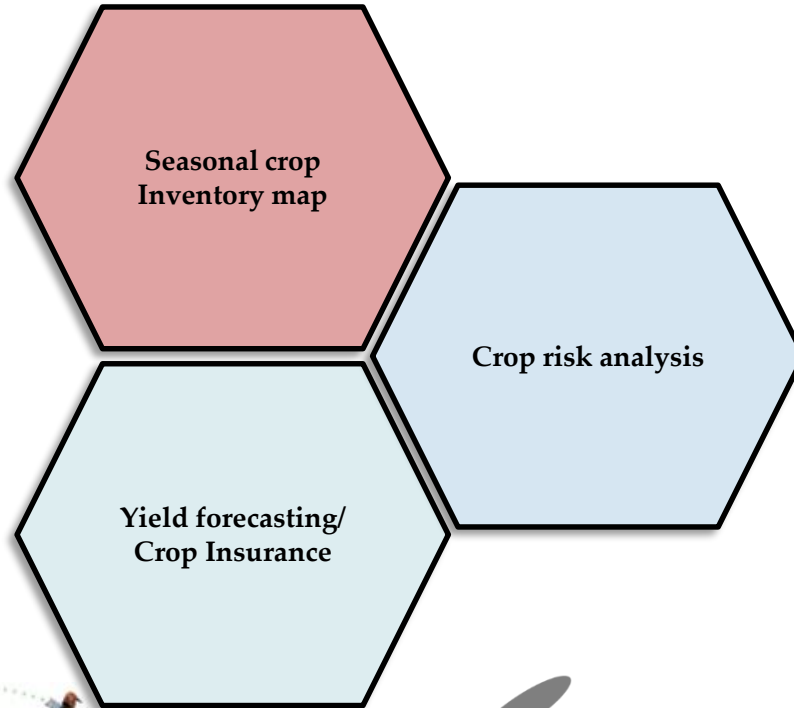 Seasonal crop
Inventory map
Crop risk analysis
Yield forecasting/
Crop Insurance